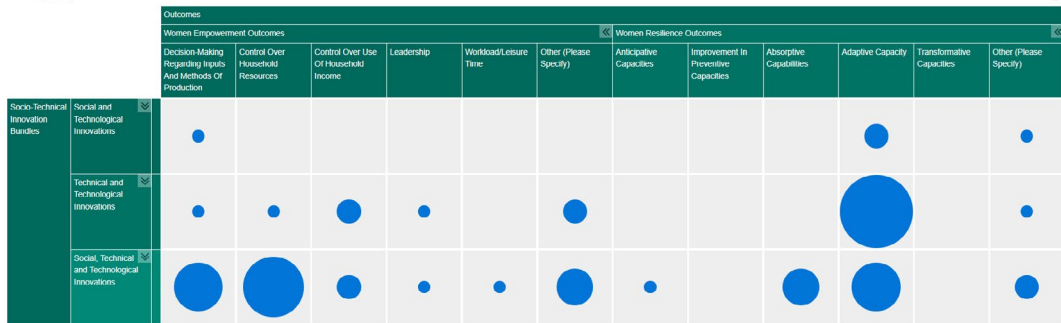 Outcomes
Women Empowerment Outcomes
Women Resilience Outcomes
Decision-Making
Regarding Inputs
And Methods Of
Production
Control Over
Household
Resources
Control Over Use
Of Household
Income
Leadership
Workload/Leisure
Time
Other (Please
Specify)
Anticipative
Capacities
Improvement In
Preventive
Capacities
Absorptive
Capabilities
Adaptive Capacity
Transformative
Capacities
Other (Please
Specify)
Socio-Technical
Innovation
Bundles
Social and
Technological
Innovations
Technical and
Technological
Innovations
Social, Technical
and Technological
Innovations